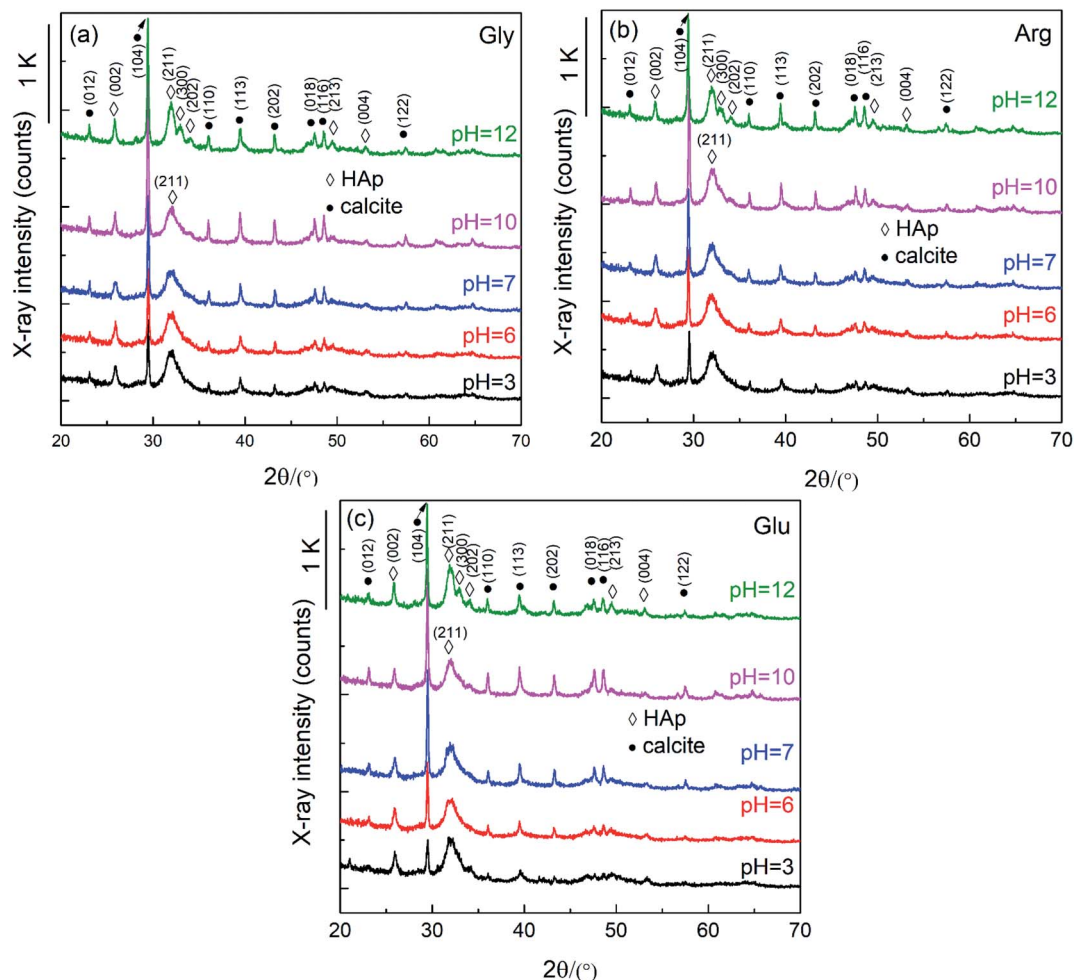 (a)
Gly
X-ray intensity (counts)
1 K
(012)
(002)
(104)
(211)
(300)
(202)
(110)
(113)
(202)
(018)
(116)
(213)
(004)
(122)
pH=12
(211)
HAp
calcite
pH=10
pH=7
pH=6
pH=3
20 30 40 50 60 70
2θ/(°)
(b)
Arg
X-ray intensity (counts)
1 K
(012)
(002)
(104)
(211)
(300)
(202)
(110)
(113)
(202)
(018)
(116)
(213)
(004)
(122)
pH=12
(211)
pH=10
HAp
calcite
pH=7
pH=6
pH=3
20 30 40 50 60 70
2θ/(°)
(c)
Glu
X-ray intensity (counts)
1 K
(012)
(002)
(104)
(211)
(300)
(202)
(110)
(113)
(202)
(018)
(116)
(213)
(004)
(122)
pH=12
(211)
pH=10
HAp
calcite
pH=7
pH=6
pH=3
20 30 40 50 60 70
2θ/(°)